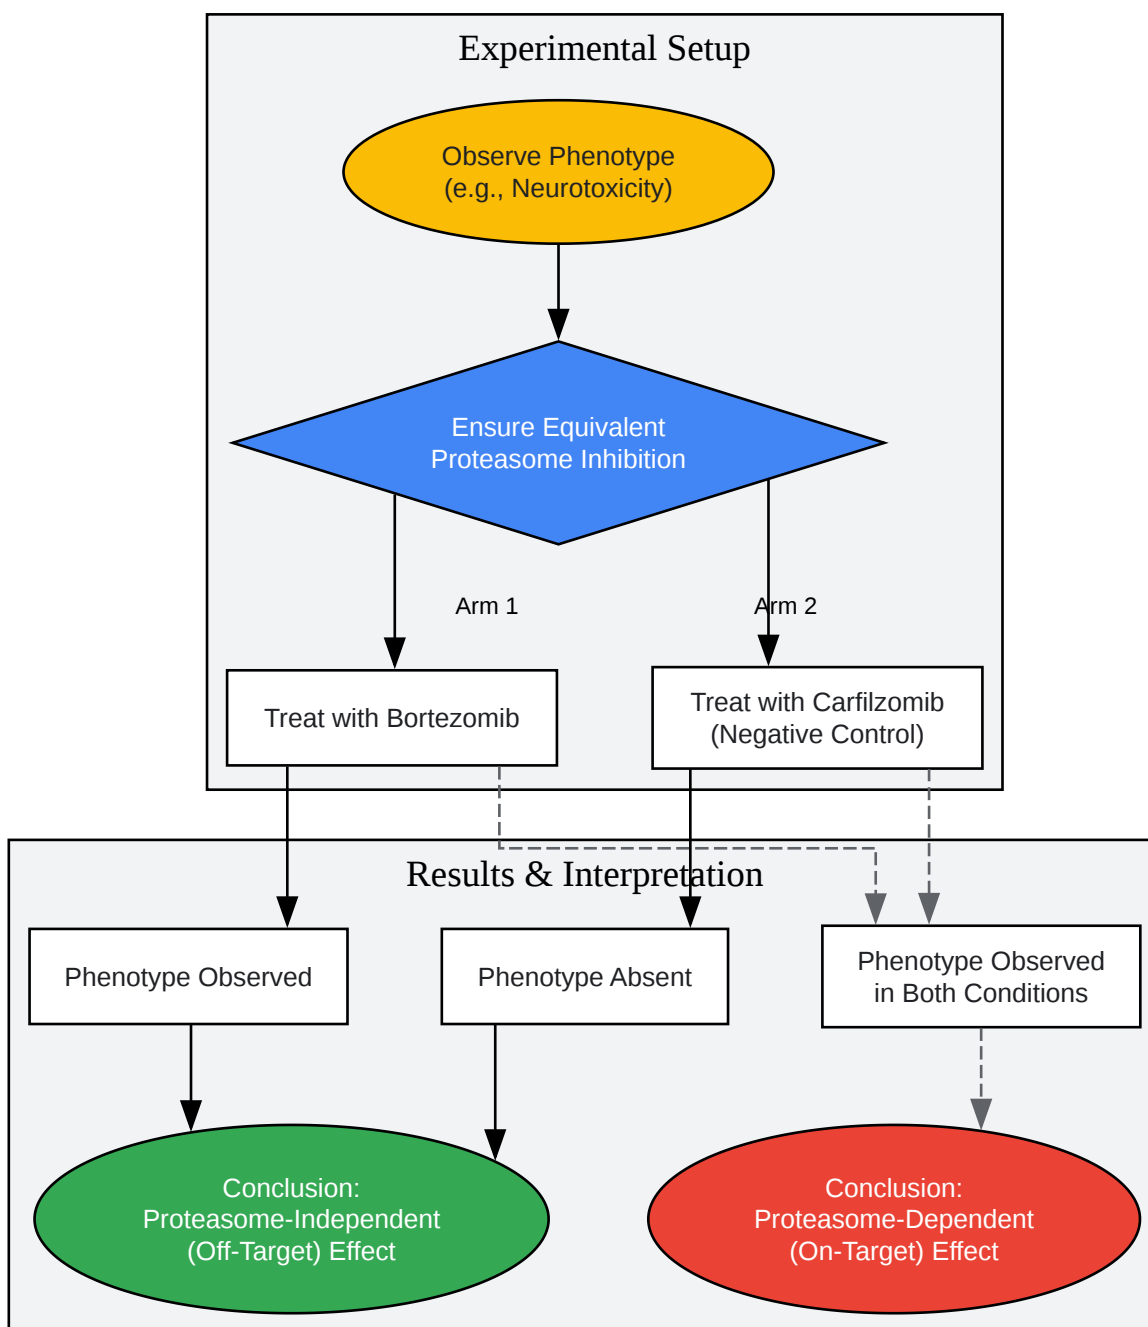 Experimental Setup
Observe Phenotype
(e.g., Neurotoxicity)
Ensure Equivalent
Proteasome Inhibition
Arm 1
Arm 2
Treat with Bortezomib
Treat with Carfilzomib
(Negative Control)
Results & Interpretation
Phenotype Observed
Phenotype Absent
Phenotype Observed
in Both Conditions
Conclusion:
Proteasome-Independent
(Off-Target) Effect
Conclusion:
Proteasome-Dependent
(On-Target) Effect